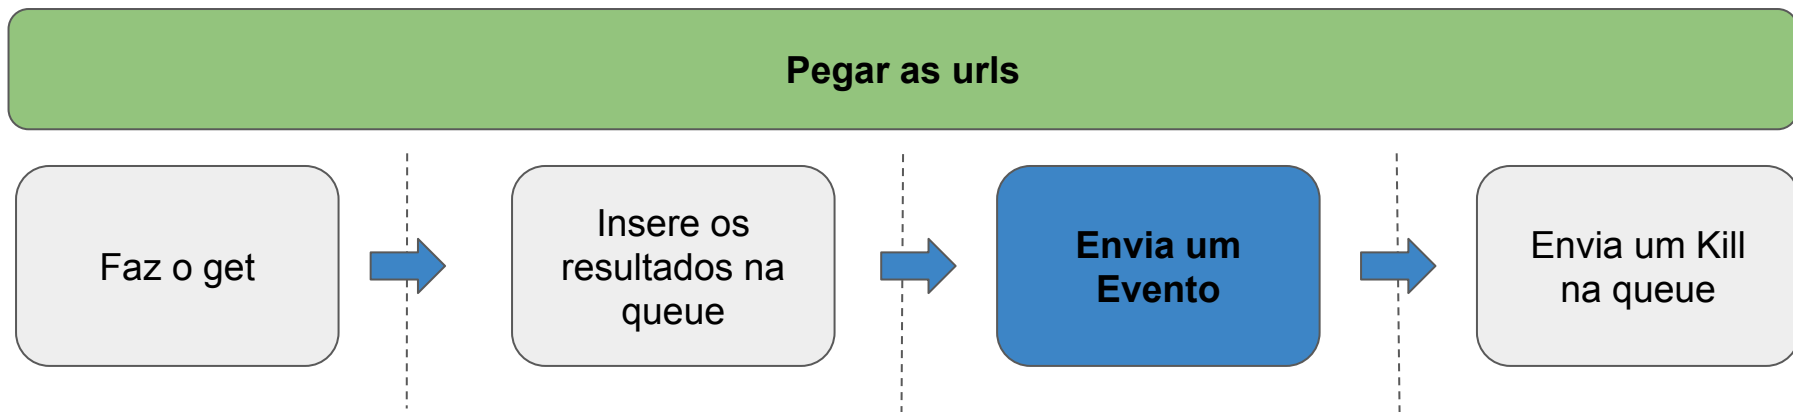 Pegar as urls
Faz o get
Insere os
resultados na
queue
Envia um
Evento
Envia um Kill
na queue